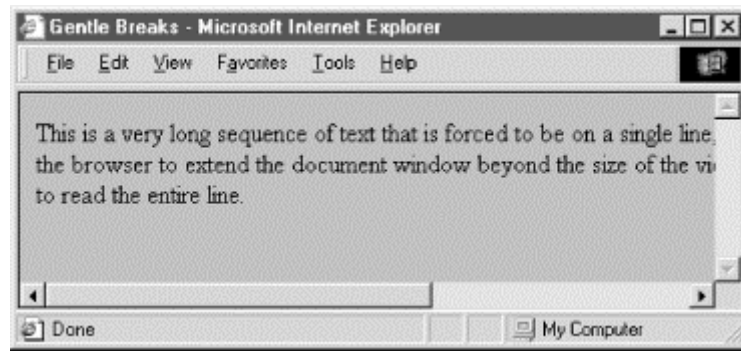 Gentle Breaks - Microsoft Internet Explorer
File Edit View Favorites Tools Help
This is a very long sequence of text that is forced to be on a single line,
the browser to extend the document window beyond the size of the
to read the entire line.
Done My Computer